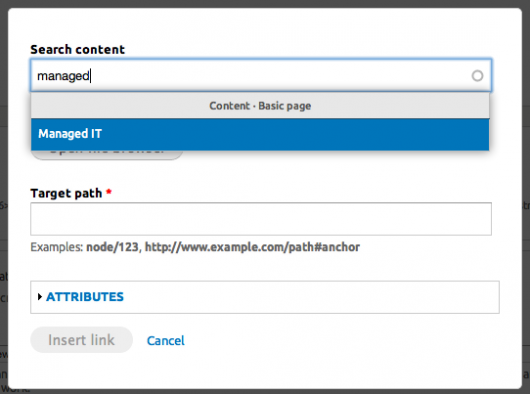 Search content
managed
Content · Basic page
Managed IT
Target path *
Examples: node/123, http://www.example.com/path#anchor
ATTRIBUTES
Insert link
Cancel